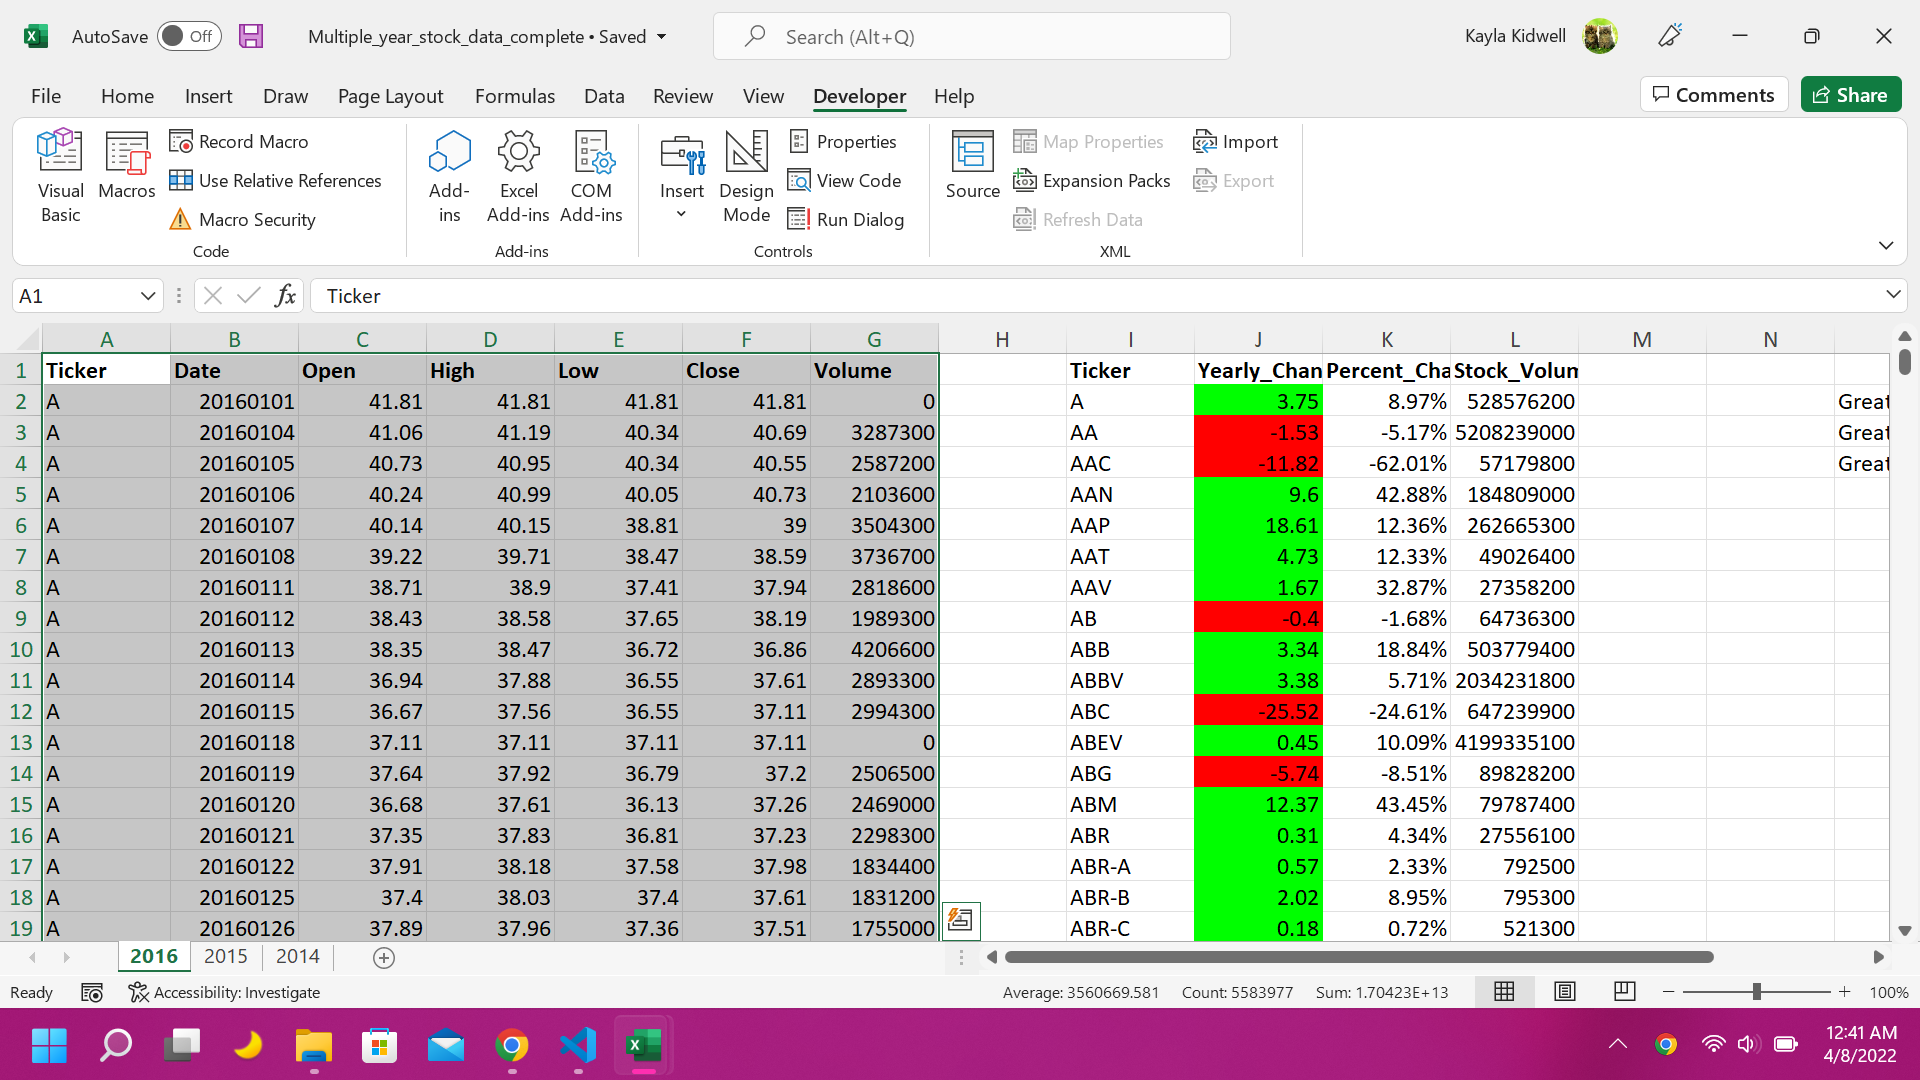 AutoSave Off Multiple_year_stock_data_complete • Saved Search (Alt+Q) Kayla Kidwell
File Home Insert Draw Page Layout Formulas Data Review View Developer Help Comments Share
Visual Basic
Macros
Record Macro
Use Relative References
Macro Security
Code
Add-ins
Excel Add-ins
COM Add-ins
Add-ins
Insert
Design Mode
Properties
View Code
Run Dialog
Controls
Source
Map Properties
Expansion Packs
Refresh Data
Import
Export
XML
A1 fx Ticker
A B C D E F G H I J K L M N
1 Ticker Date Open High Low Close Volume Ticker Yearly_Chan Percent_Cha Stock_Volum
2 A 20160101 41.81 41.81 41.81 41.81 0 A 3.75 8.97% 528576200 Great
3 A 20160104 41.06 41.19 40.34 40.69 3287300 AA -1.53 -5.17% 5208239000 Great
4 A 20160105 40.73 40.95 40.34 40.55 2587200 AAC -11.82 -62.01% 57179800 Great
5 A 20160106 40.24 40.99 40.05 40.73 2103600 AAN 9.6 42.88% 184809000
6 A 20160107 40.14 40.15 38.81 39 3504300 AAP 18.61 12.36% 262665300
7 A 20160108 39.22 39.71 38.47 38.59 3736700 AAT 4.73 12.33% 49026400
8 A 20160111 38.71 38.9 37.41 37.94 2818600 AAV 1.67 32.87% 27358200
9 A 20160112 38.43 38.58 37.65 38.19 1989300 AB -0.4 -1.68% 64736300
10 A 20160113 38.35 38.47 36.72 36.86 4206600 ABB 3.34 18.84% 503779400
11 A 20160114 36.94 37.88 36.55 37.61 2893300 ABBV 3.38 5.71% 2034231800
12 A 20160115 36.67 37.56 36.55 37.11 2994300 ABC -25.52 -24.61% 647239900
13 A 20160118 37.11 37.11 37.11 37.11 0 ABEV 0.45 10.09% 4199335100
14 A 20160119 37.64 37.92 36.79 37.2 2506500 ABG -5.74 -8.51% 89828200
15 A 20160120 36.68 37.61 36.13 37.26 2469000 ABM 12.37 43.45% 79787400
16 A 20160121 37.35 37.83 36.81 37.23 2298300 ABR 0.31 4.34% 27556100
17 A 20160122 37.91 38.18 37.58 37.98 1834400 ABR-A 0.57 2.33% 792500
18 A 20160125 37.4 38.03 37.4 37.61 1831200 ABR-B 2.02 8.95% 795300
19 A 20160126 37.89 37.96 37.36 37.51 1755000 ABR-C 0.18 0.72% 521300
2016 2015 2014
Ready Accessibility: Investigate Average: 3560669.581 Count: 5583977 Sum: 1.70423E+13 100%
12:41 AM
4/8/2022